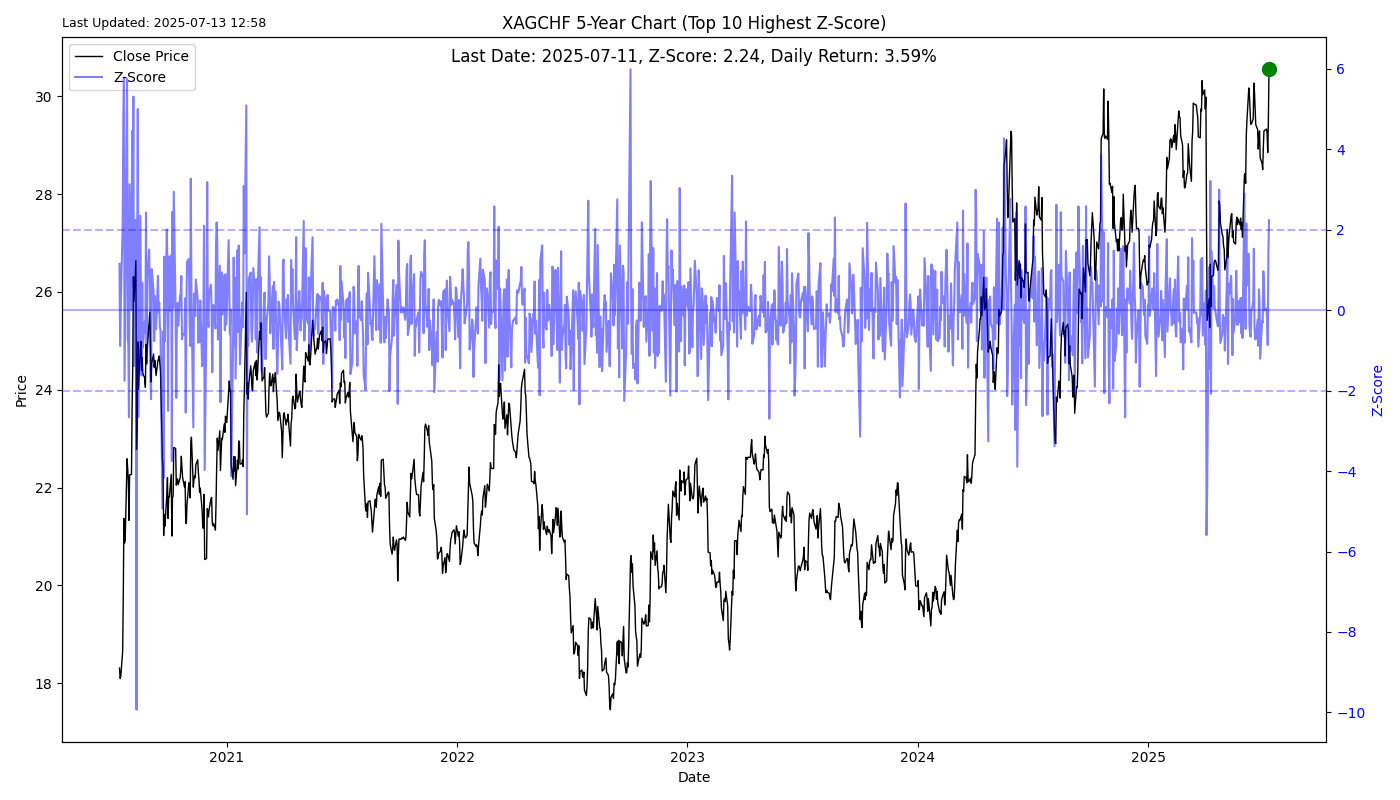 Last Updated: 2025-07-13 12:58
XAGCHF 5-Year Chart (Top 10 Highest Z-Score)
Last Date: 2025-07-11, Z-Score: 2.24, Daily Return: 3.59%
Close Price
Z-Score
30
28
26
24
22
20
18
Price
6
4
2
0
−2
−4
−6
−8
−10
Z-Score
2021
2022
2023
2024
2025
Date